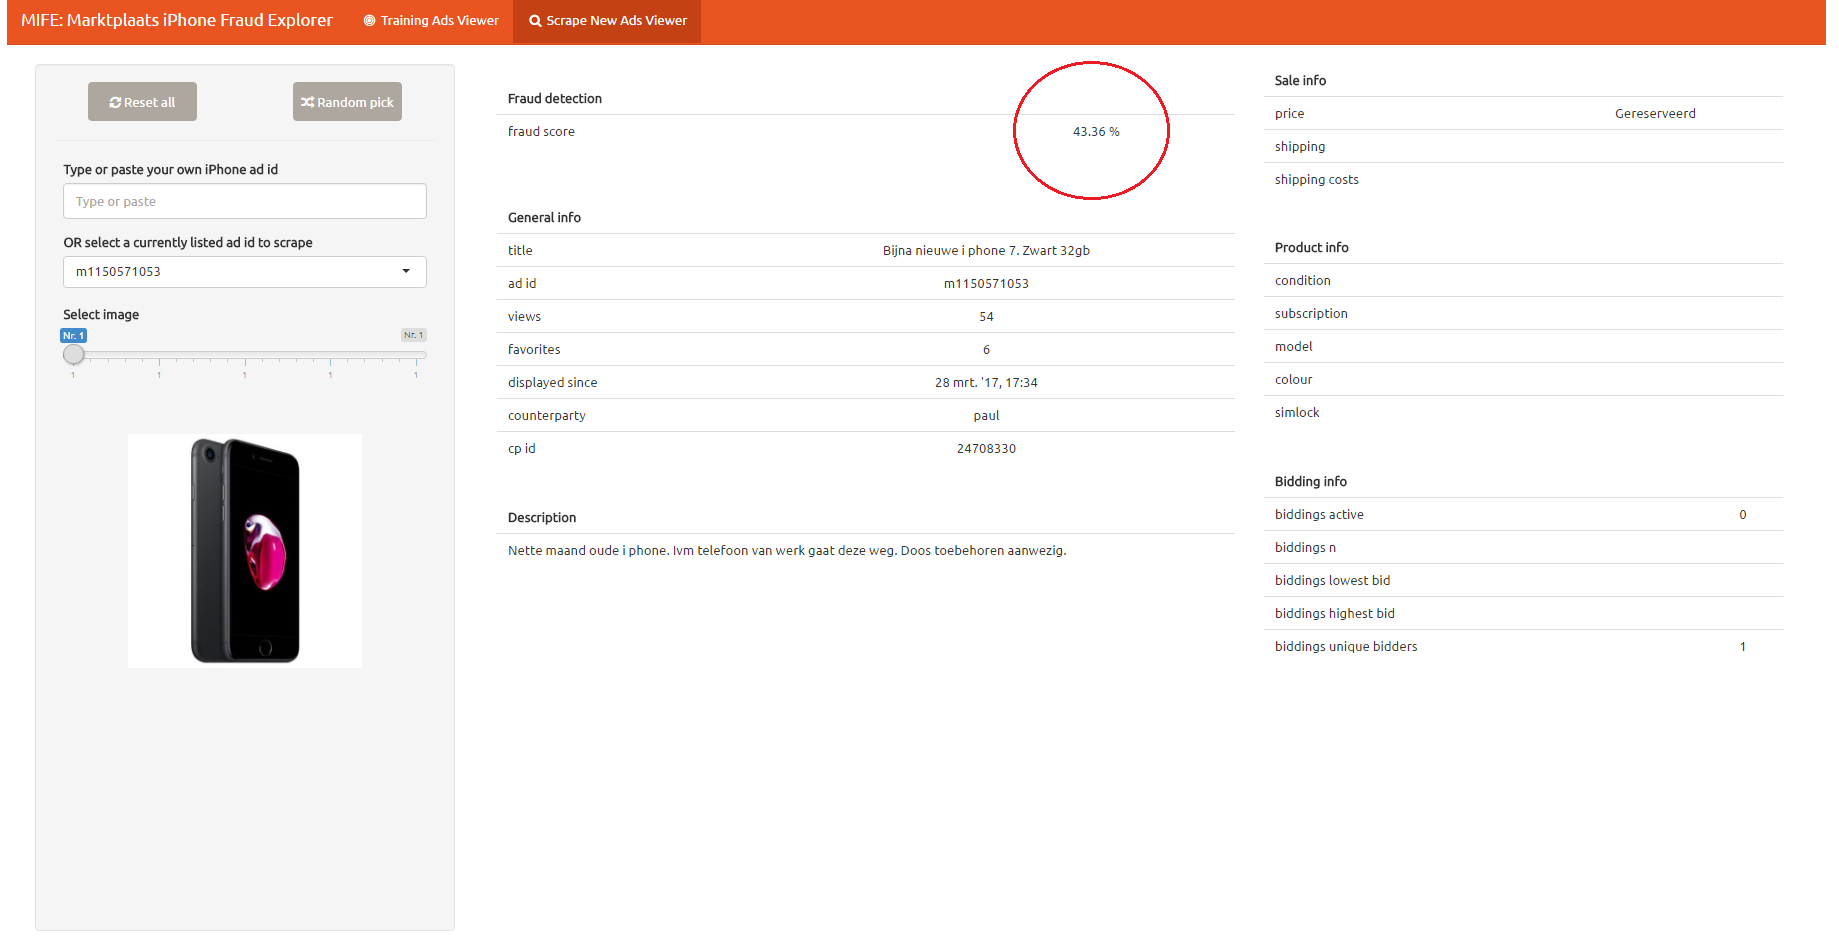 MIFE: Marktplaats iPhone Fraud Explorer
Training Ads Viewer
Scrape New Ads Viewer
Reset all
Random pick
Type or paste your own iPhone ad id
Type or paste
OR select a currently listed ad id to scrape
m1150571053
Select image
Nr. 1
Nr. 1
1 1 1 1 1
Fraud detection
fraud score 43.36 %
General info
title Bijna nieuwe i phone 7. Zwart 32gb
ad id m1150571053
views 54
favorites 6
displayed since 28 mrt. '17, 17:34
counterparty paul
cp id 24708330
Description
Nette maand oude i phone. Ivm telefoon van werk gaat deze weg. Doos toebehoren aanwezig.
Sale info
price Gereserveerd
shipping
shipping costs
Product info
condition
subscription
model
colour
simlock
Bidding info
biddings active 0
biddings n
biddings lowest bid
biddings highest bid
biddings unique bidders 1